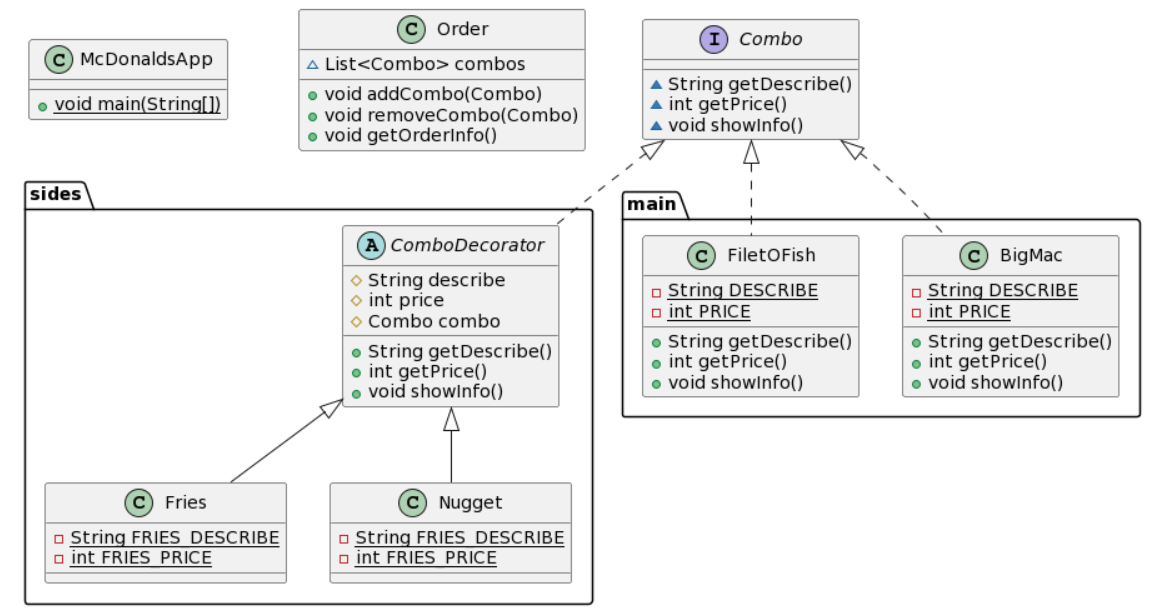 C McDonaldsApp
void main(String[])
C Order
List<Combo> combos
void addCombo(Combo)
void removeCombo(Combo)
void getOrderInfo()
I Combo
String getDescribe()
int getPrice()
void showInfo()
sides
A ComboDecorator
String describe
int price
Combo combo
String getDescribe()
int getPrice()
void showInfo()
C Fries
String FRIES_DESCRIBE
int FRIES_PRICE
C Nugget
String FRIES_DESCRIBE
int FRIES_PRICE
main
C FiletOFish
String DESCRIBE
int PRICE
String getDescribe()
int getPrice()
void showInfo()
C BigMac
String DESCRIBE
int PRICE
String getDescribe()
int getPrice()
void showInfo()